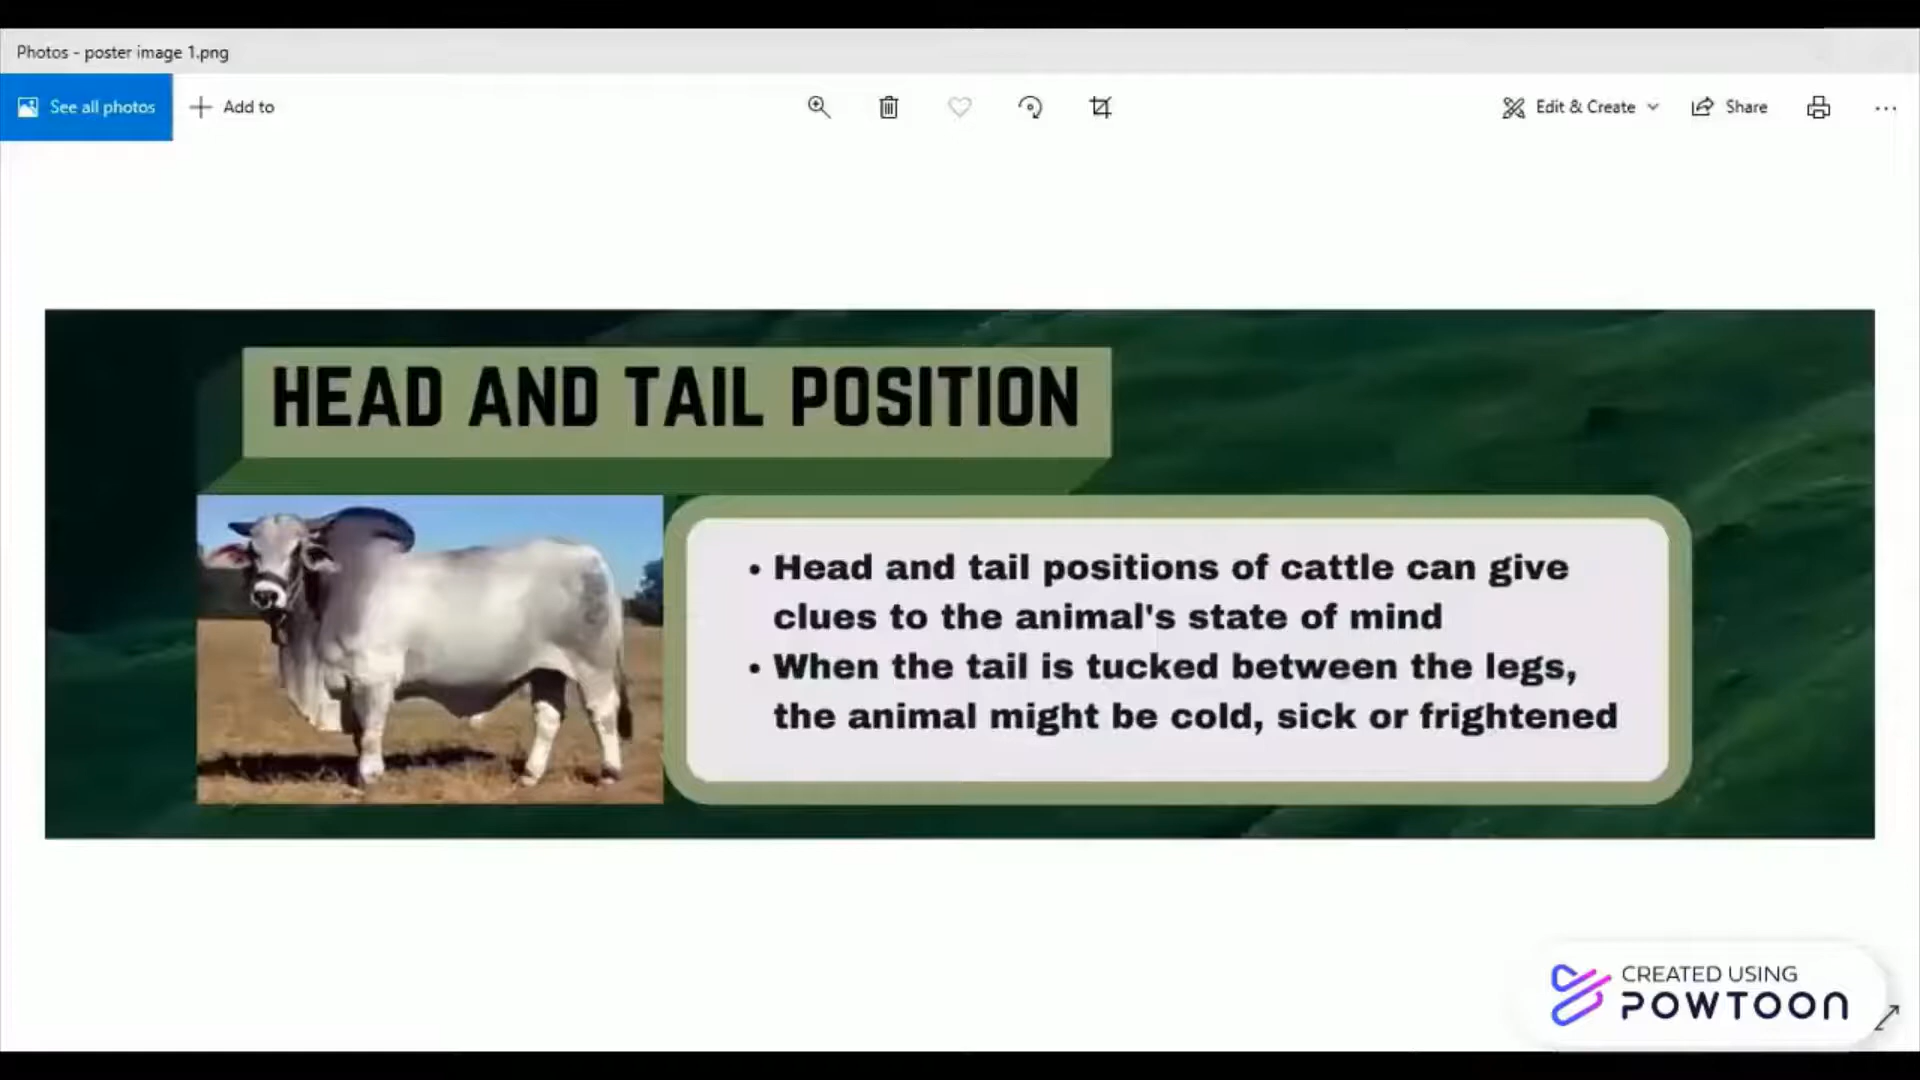 Photos - poster image 1.png
See all photos
Add to
Edit & Create
Share
HEAD AND TAIL POSITION
• Head and tail positions of cattle can give
clues to the animal's state of mind
• When the tail is tucked between the legs,
the animal might be cold, sick or frightened
CREATED USING
POWTOON